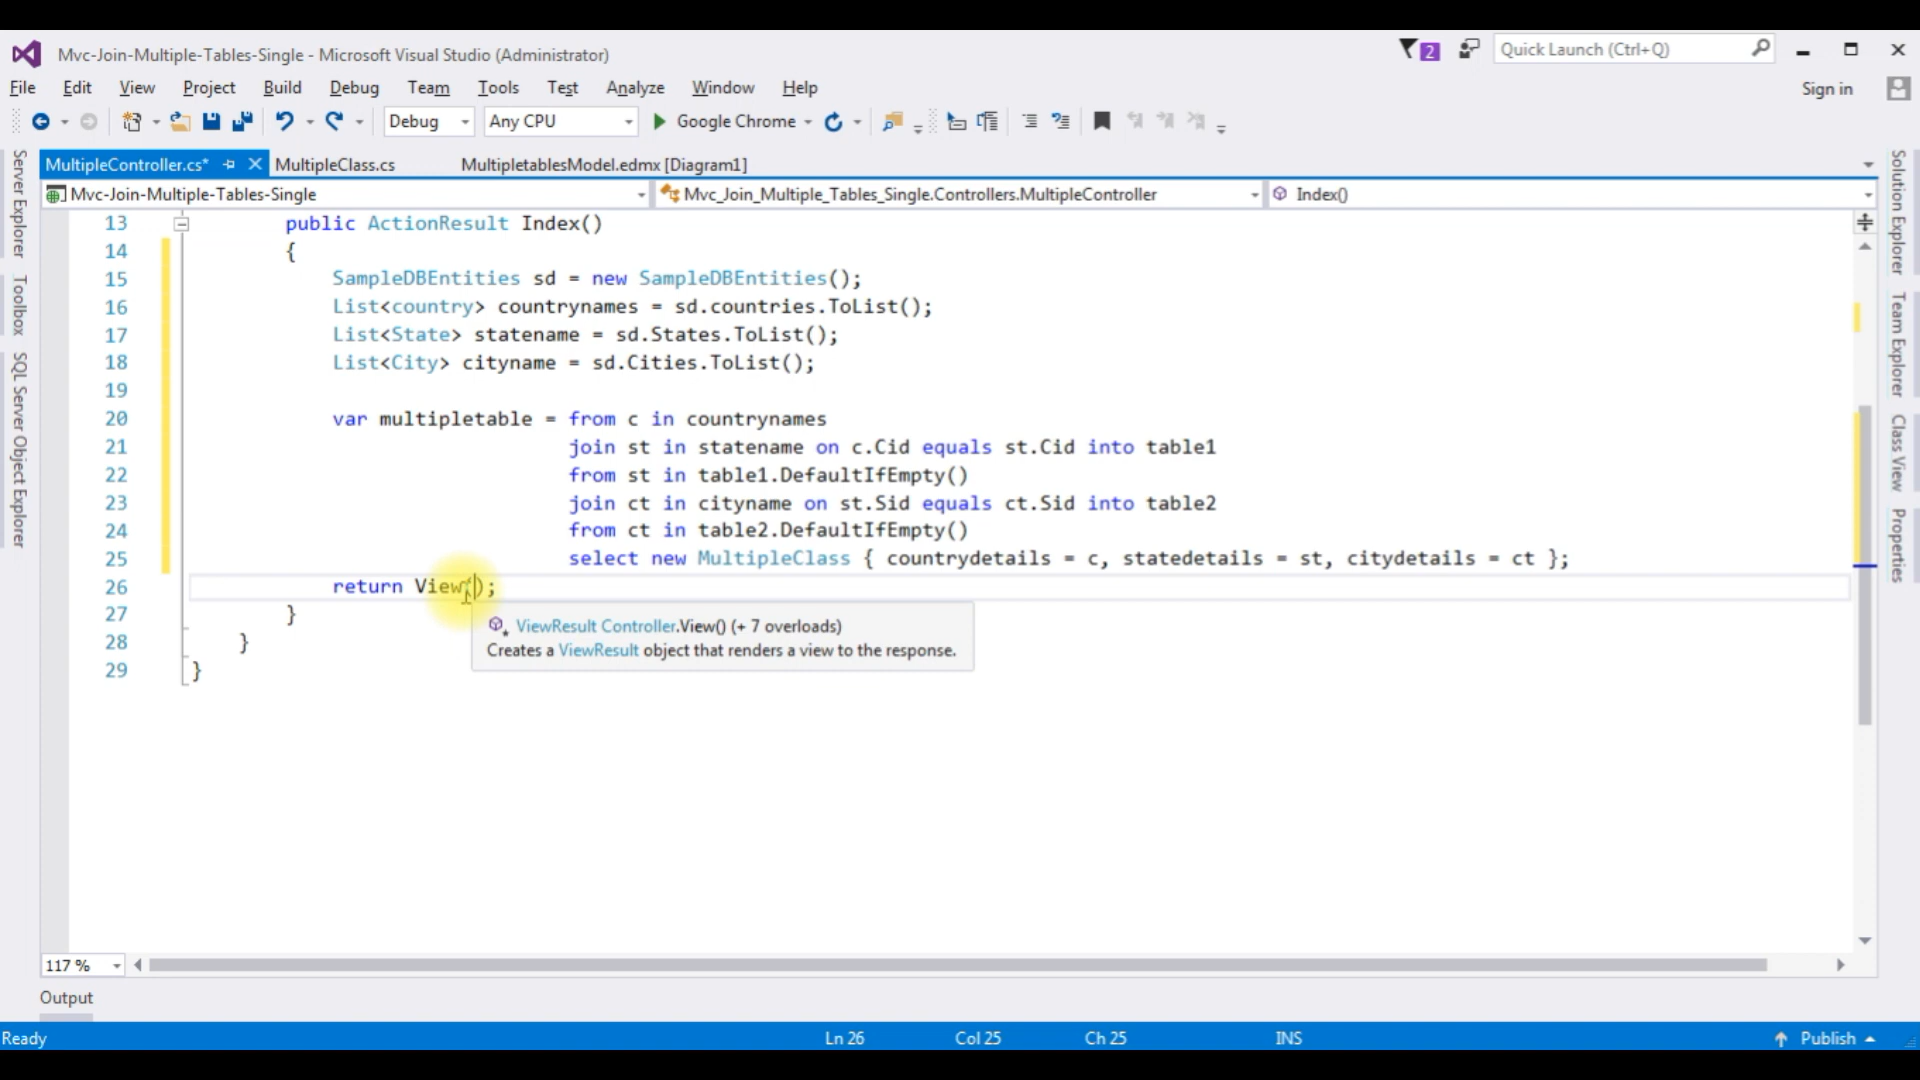 Mvc-Join-Multiple-Tables-Single - Microsoft Visual Studio (Administrator)
2
Quick Launch (Ctrl+Q)
File Edit View Project Build Debug Team Tools Test Analyze Window Help
Sign in
Debug Any CPU Google Chrome
MultipleController.cs* MultipleClass.cs MultipletablesModel.edmx [Diagram1]
Mvc-Join-Multiple-Tables-Single Mvc_Join_Multiple_Tables_Single.Controllers.MultipleController Index()
Server Explorer
Toolbox
SQL Server Object Explorer
13 public ActionResult Index()
14 {
15 SampleDBEntities sd = new SampleDBEntities();
16 List<country> countrynames = sd.countries.ToList();
17 List<State> statename = sd.States.ToList();
18 List<City> cityname = sd.Cities.ToList();
19
20 var multipletable = from c in countrynames
21 join st in statename on c.Cid equals st.Cid into table1
22 from st in table1.DefaultIfEmpty()
23 join ct in cityname on st.Sid equals ct.Sid into table2
24 from ct in table2.DefaultIfEmpty()
25 select new MultipleClass { countrydetails = c, statedetails = st, citydetails = ct };
26 return View();
27 }
28 }
29 }
ViewResult Controller.View() (+ 7 overloads)
Creates a ViewResult object that renders a view to the response.
Solution Explorer
Team Explorer
Class View
Properties
117 %
Output
Ready Ln 26 Col 25 Ch 25 INS Publish